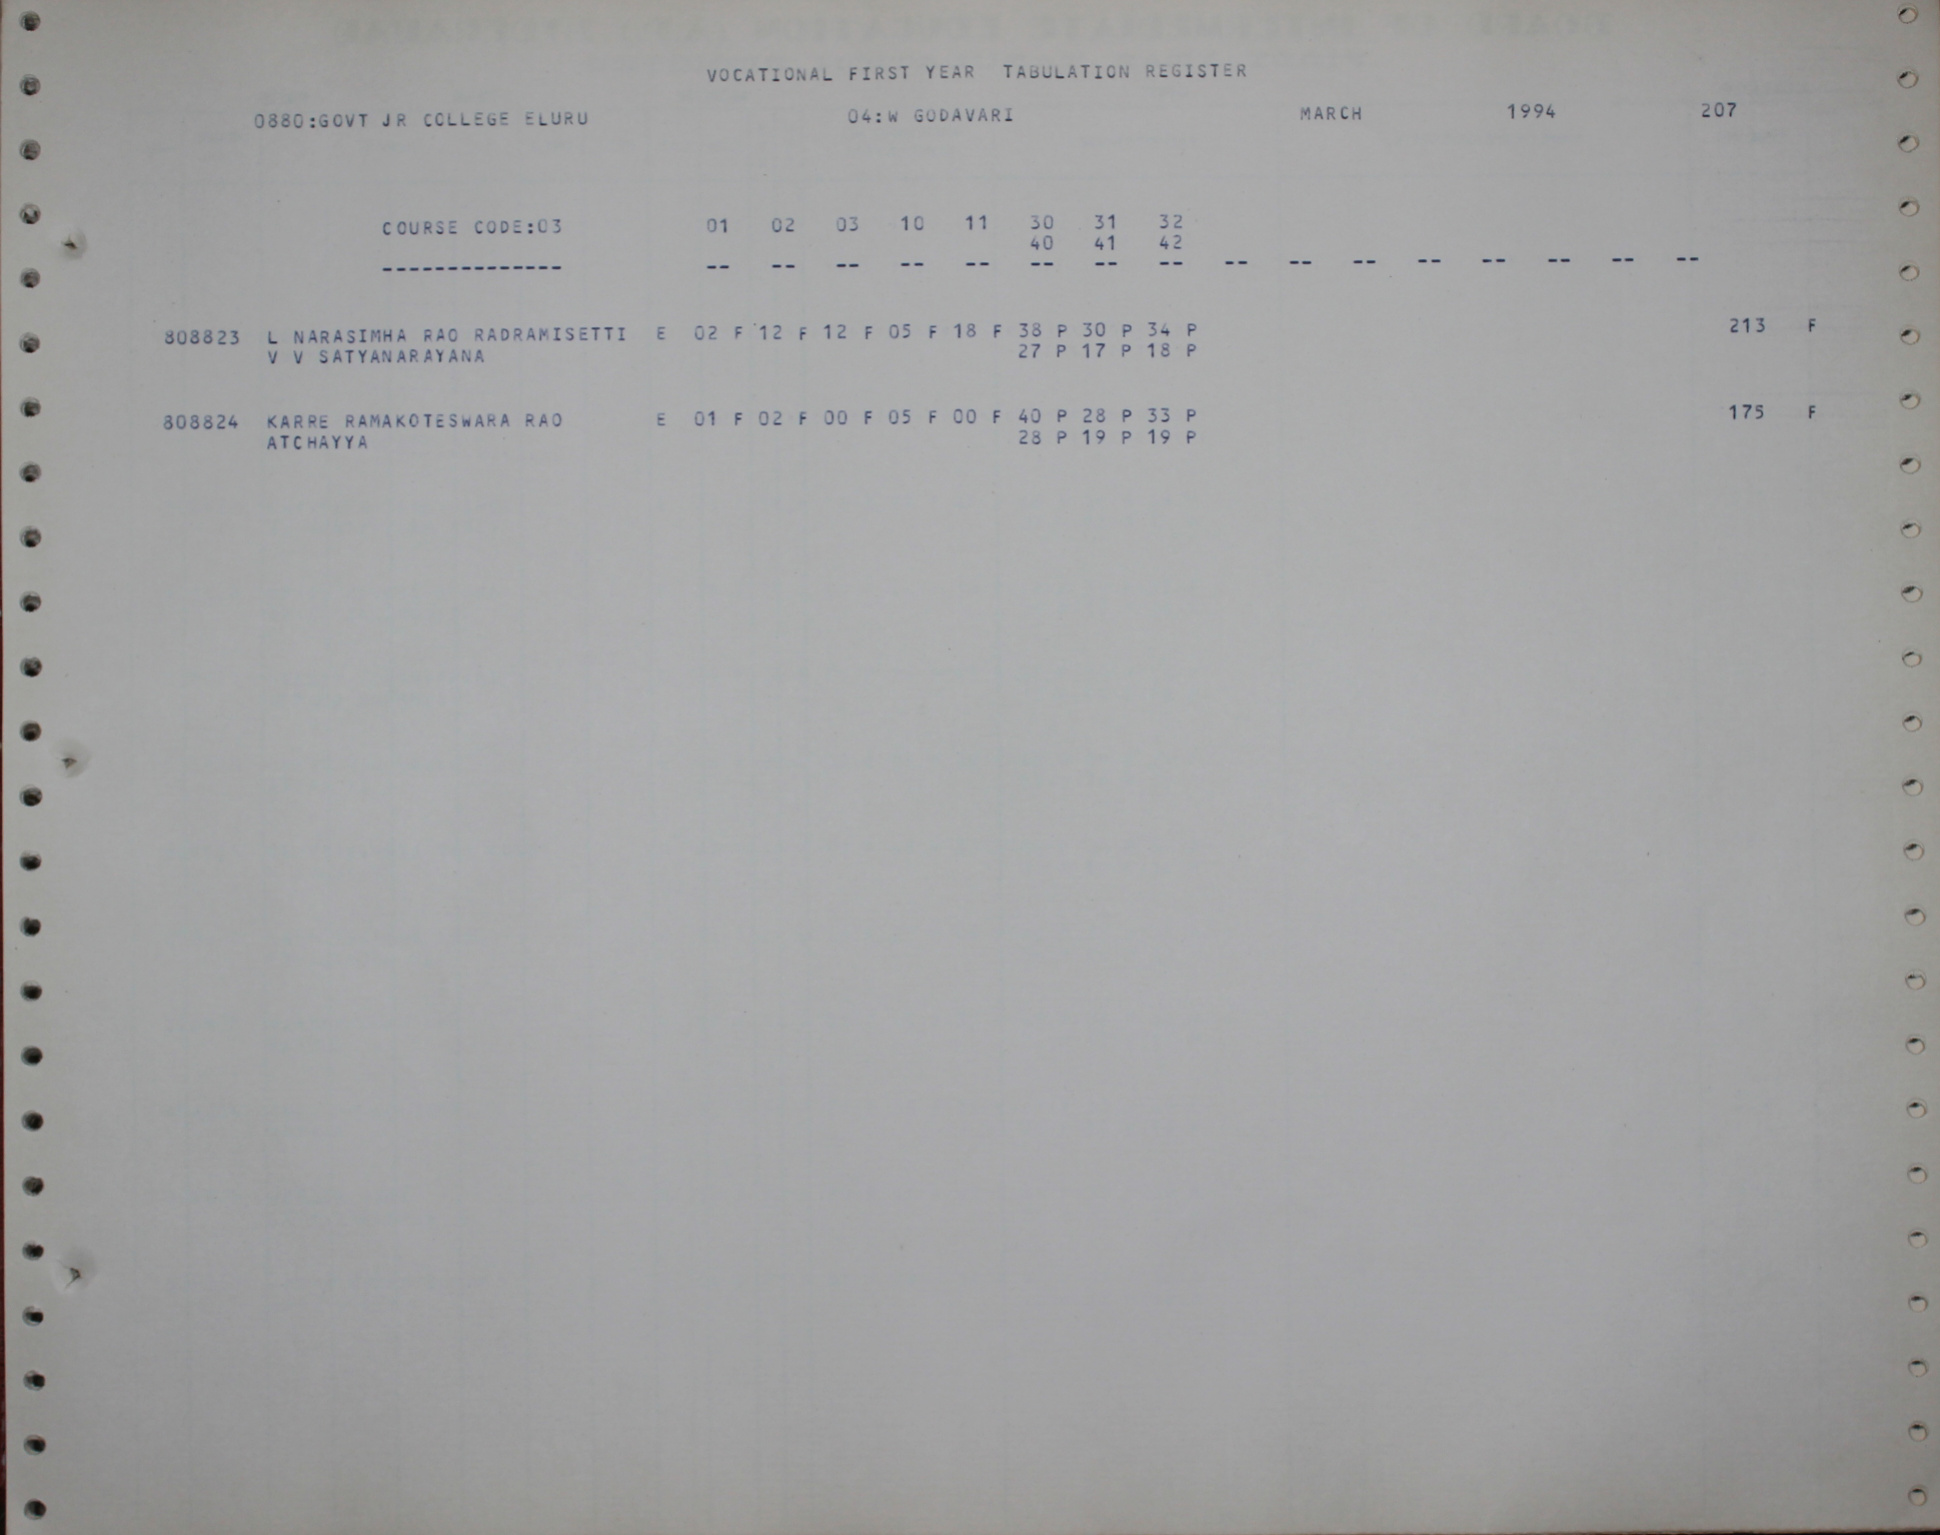 VOCATIONAL FIRST YEAR TABULATION REGISTER
0880:GOVT JR COLLEGE ELURU 04:W GODAVARI MARCH 1994 207
COURSE CODE:03 01 02 03 10 11 30 31 32
40 41 42
-------------- -- -- -- -- -- -- -- -- -- -- -- -- -- -- -- --
808823 L NARASIMHA RAO RADRAMISETTI E 02 F 12 F 12 F 05 F 18 F 38 P 30 P 34 P 213 F
V V SATYANARAYANA 27 P 17 P 18 P
808824 KARRE RAMAKOTESWARA RAO E 01 F 02 F 00 F 05 F 00 F 40 P 28 P 33 P 175 F
ATCHAYYA 28 P 19 P 19 P